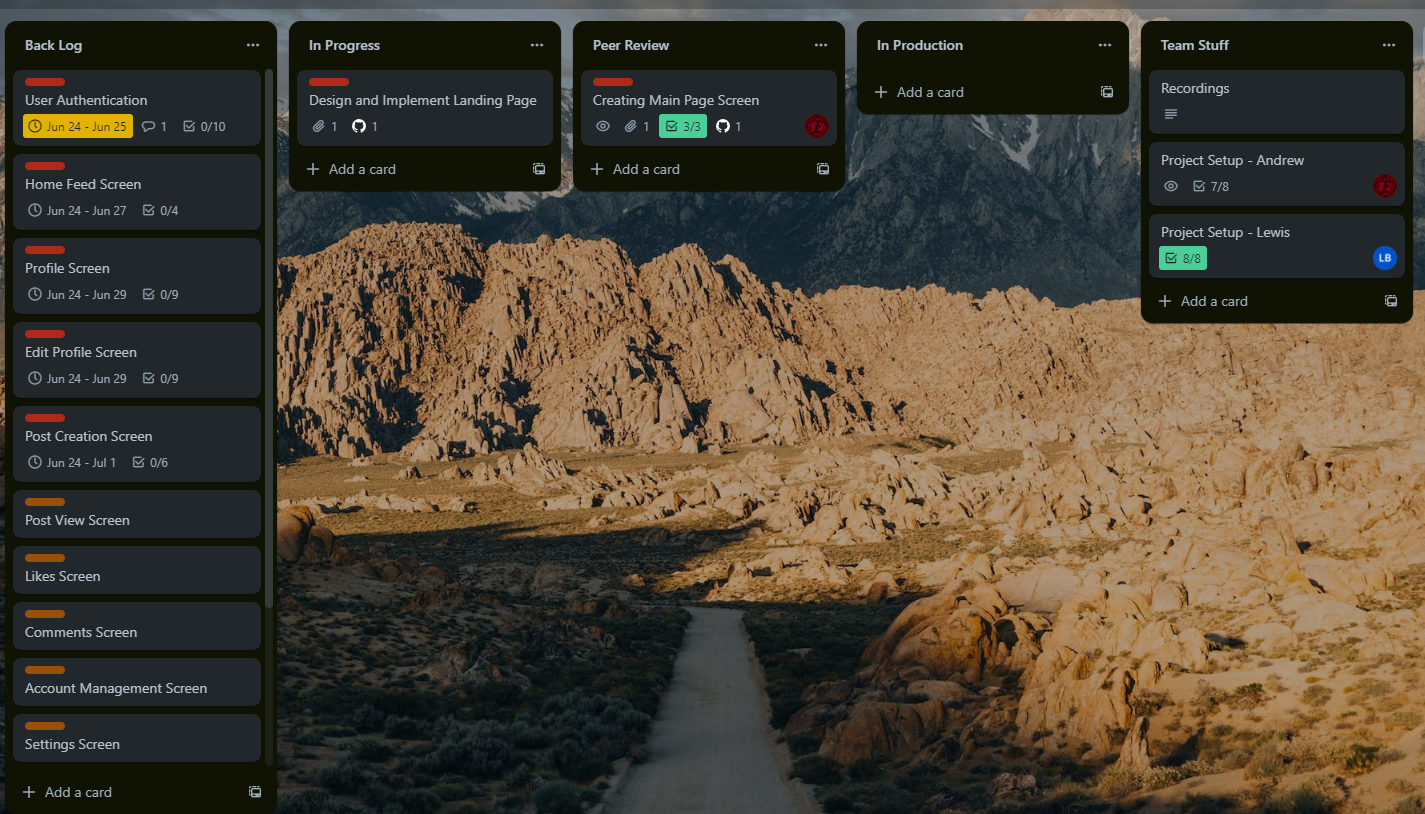 Back Log
User Authentication
Jun 24 - Jun 25 1 0/10
Home Feed Screen
Jun 24 - Jun 27 0/4
Profile Screen
Jun 24 - Jun 29 0/9
Edit Profile Screen
Jun 24 - Jun 29 0/9
Post Creation Screen
Jun 24 - Jul 1 0/6
Post View Screen
Likes Screen
Comments Screen
Account Management Screen
Settings Screen
Add a card
In Progress
Design and Implement Landing Page
1 1
Add a card
Peer Review
Creating Main Page Screen
1 3/3 1
Add a card
In Production
Add a card
Team Stuff
Recordings
Project Setup - Andrew
7/8
Project Setup - Lewis
8/8 LB
Add a card